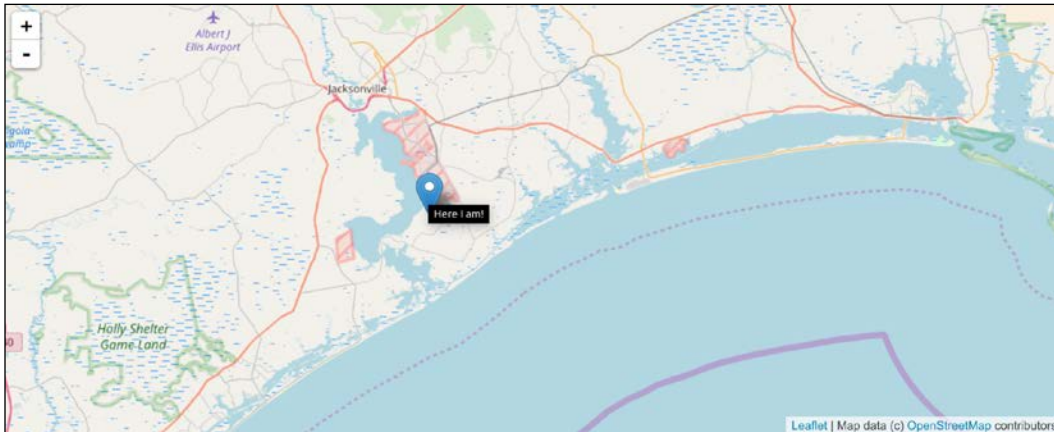 +
-
Albert J
Ellis Airport
Jacksonville
Here I am!
Holly Shelter
Game Land
Leaflet | Map data (c) OpenStreetMap contributors